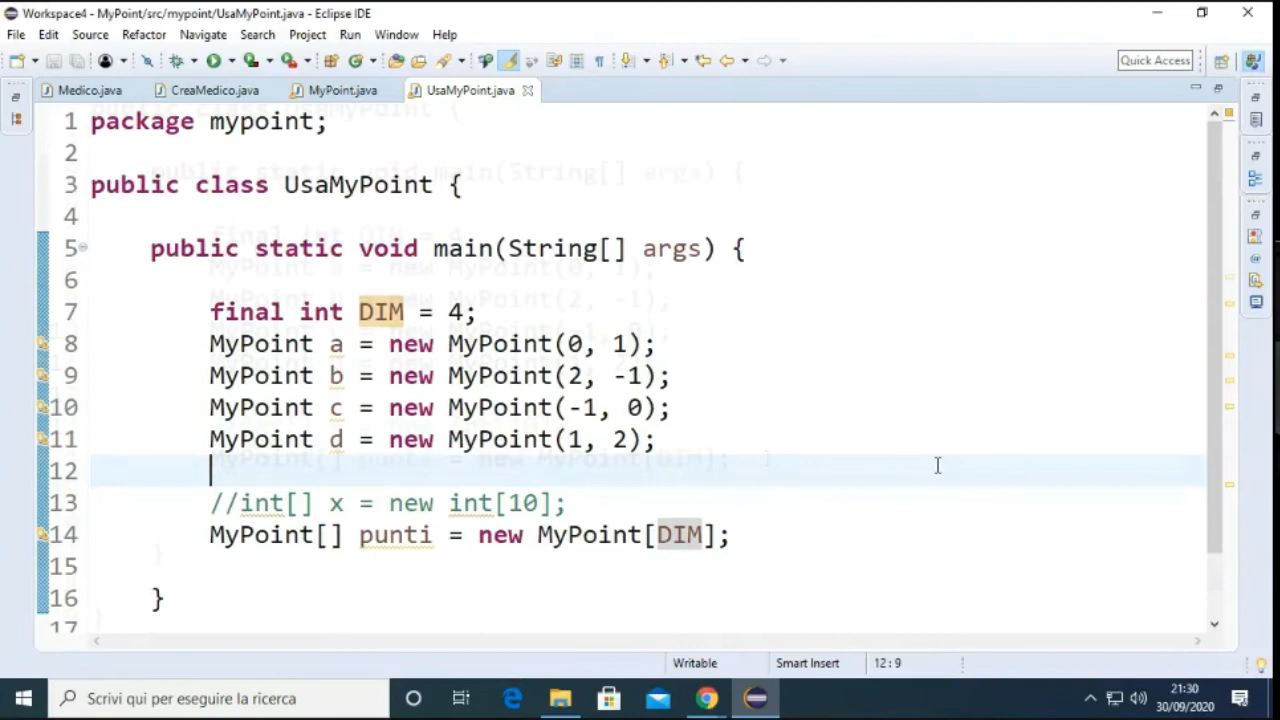 Workspace4 - MyPoint/src/mypoint/UsaMyPoint.java - Eclipse IDE
File Edit Source Refactor Navigate Search Project Run Window Help
Quick Access
Medico.java CreaMedico.java MyPoint.java UsaMyPoint.java
1 package mypoint;
2
3 public class UsaMyPoint {
4
5 public static void main(String[] args) {
6
7 final int DIM = 4;
8 MyPoint a = new MyPoint(0, 1);
9 MyPoint b = new MyPoint(2, -1);
10 MyPoint c = new MyPoint(-1, 0);
11 MyPoint d = new MyPoint(1, 2);
12
13 //int[] x = new int[10];
14 MyPoint[] punti = new MyPoint[DIM];
15
16 }
17
Writable Smart Insert 12:9
Scrivi qui per eseguire la ricerca
21:30
30/09/2020